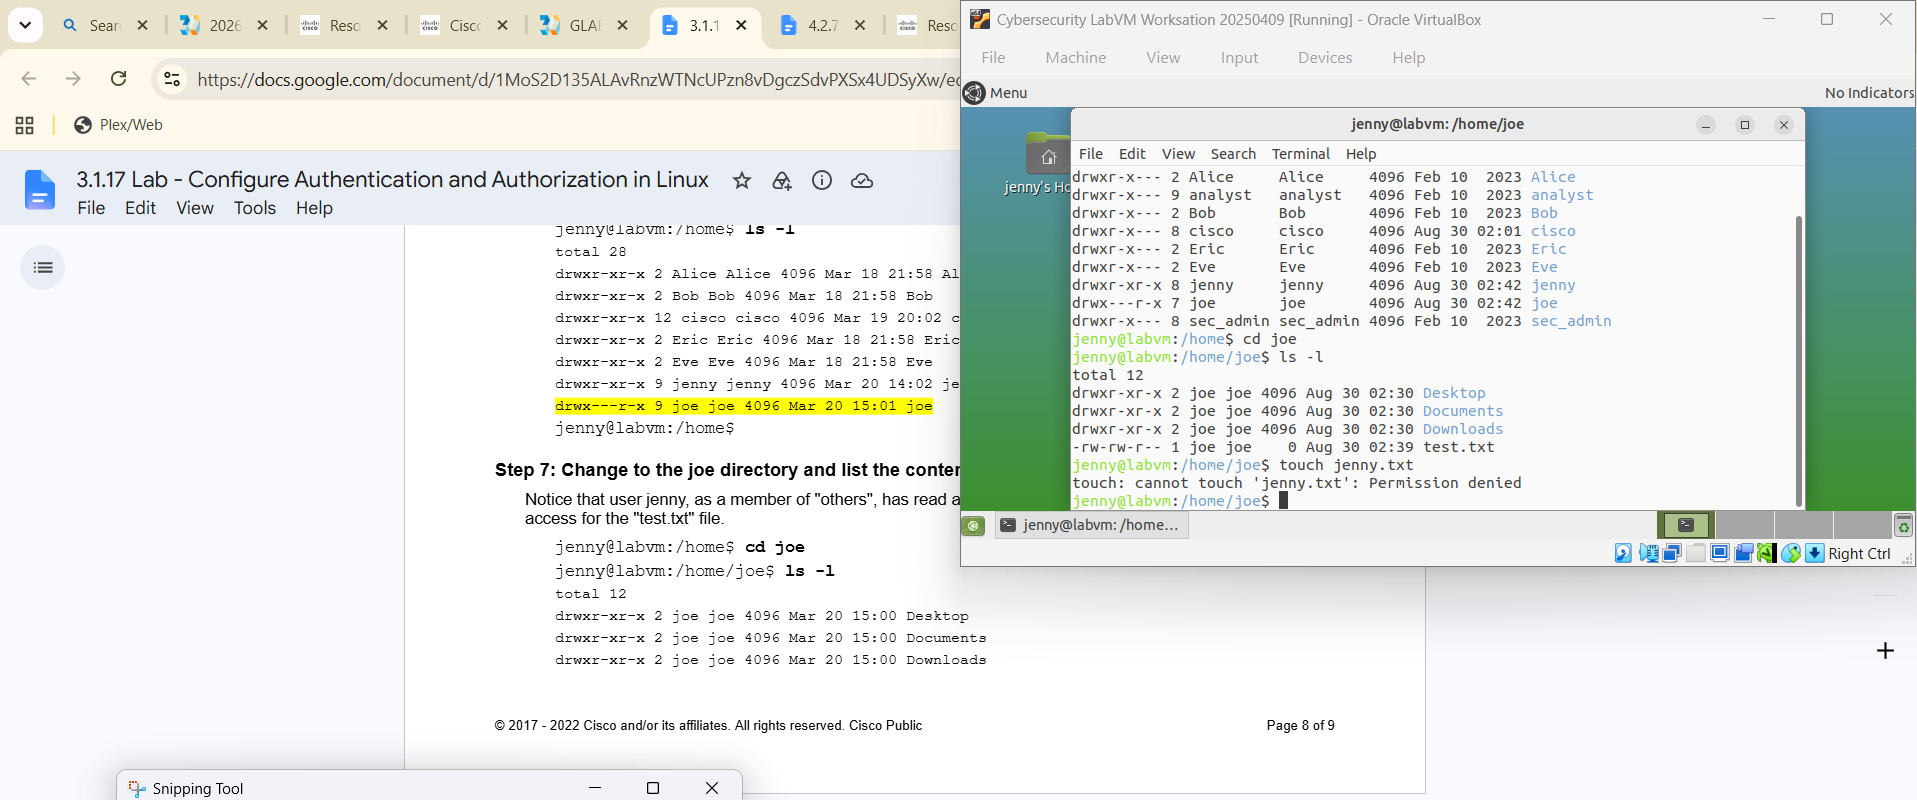 Sear
2026
Reso
Cisco
GLAB
3.1.1
4.2.7
Reso
https://docs.google.com/document/d/1MoS2D135ALAvRnzWTNcUPzn8vDgczSdvPXSx4UDSyXw/ec
Plex/Web
3.1.17 Lab - Configure Authentication and Authorization in Linux
File Edit View Tools Help
jenny@labvm:/home$ ls -l
total 28
drwxr-xr-x 2 Alice Alice 4096 Mar 18 21:58 Al
drwxr-xr-x 2 Bob Bob 4096 Mar 18 21:58 Bob
drwxr-xr-x 12 cisco cisco 4096 Mar 19 20:02 c
drwxr-xr-x 2 Eric Eric 4096 Mar 18 21:58 Eric
drwxr-xr-x 2 Eve Eve 4096 Mar 18 21:58 Eve
drwxr-xr-x 9 jenny jenny 4096 Mar 20 14:02 je
drwx---r-x 9 joe joe 4096 Mar 20 15:01 joe
jenny@labvm:/home$
Step 7: Change to the joe directory and list the conten
Notice that user jenny, as a member of "others", has read a
access for the "test.txt" file.
jenny@labvm:/home$ cd joe
jenny@labvm:/home/joe$ ls -l
total 12
drwxr-xr-x 2 joe joe 4096 Mar 20 15:00 Desktop
drwxr-xr-x 2 joe joe 4096 Mar 20 15:00 Documents
drwxr-xr-x 2 joe joe 4096 Mar 20 15:00 Downloads
© 2017 - 2022 Cisco and/or its affiliates. All rights reserved. Cisco Public Page 8 of 9
Snipping Tool
Cybersecurity LabVM Worksation 20250409 [Running] - Oracle VirtualBox
File Machine View Input Devices Help
Menu No Indicators
jenny's Ho
jenny@labvm: /home/joe
File Edit View Search Terminal Help
drwxr-x--- 2 Alice Alice 4096 Feb 10 2023 Alice
drwxr-x--- 9 analyst analyst 4096 Feb 10 2023 analyst
drwxr-x--- 2 Bob Bob 4096 Feb 10 2023 Bob
drwxr-x--- 8 cisco cisco 4096 Aug 30 02:01 cisco
drwxr-x--- 2 Eric Eric 4096 Feb 10 2023 Eric
drwxr-x--- 2 Eve Eve 4096 Feb 10 2023 Eve
drwxr-xr-x 8 jenny jenny 4096 Aug 30 02:42 jenny
drwx---r-x 7 joe joe 4096 Aug 30 02:42 joe
drwxr-x--- 8 sec_admin sec_admin 4096 Feb 10 2023 sec_admin
jenny@labvm:/home$ cd joe
jenny@labvm:/home/joe$ ls -l
total 12
drwxr-xr-x 2 joe joe 4096 Aug 30 02:30 Desktop
drwxr-xr-x 2 joe joe 4096 Aug 30 02:30 Documents
drwxr-xr-x 2 joe joe 4096 Aug 30 02:30 Downloads
-rw-rw-r-- 1 joe joe 0 Aug 30 02:39 test.txt
jenny@labvm:/home/joe$ touch jenny.txt
touch: cannot touch 'jenny.txt': Permission denied
jenny@labvm:/home/joe$
jenny@labvm: /home...
Right Ctrl